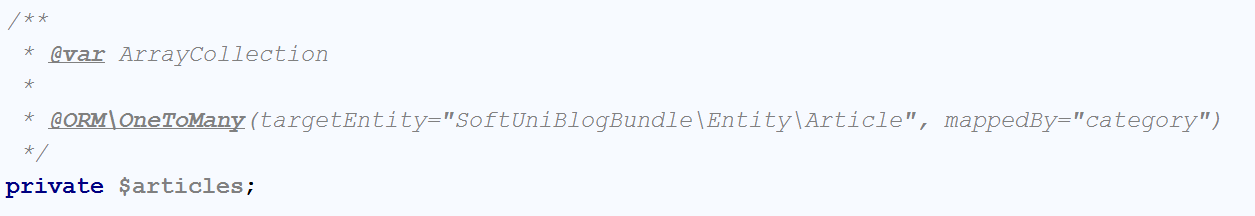 /**
 * @var ArrayCollection
 *
 * @ORM\OneToMany(targetEntity="SoftUniBlogBundle\Entity\Article", mappedBy="category")
 */
private $articles;